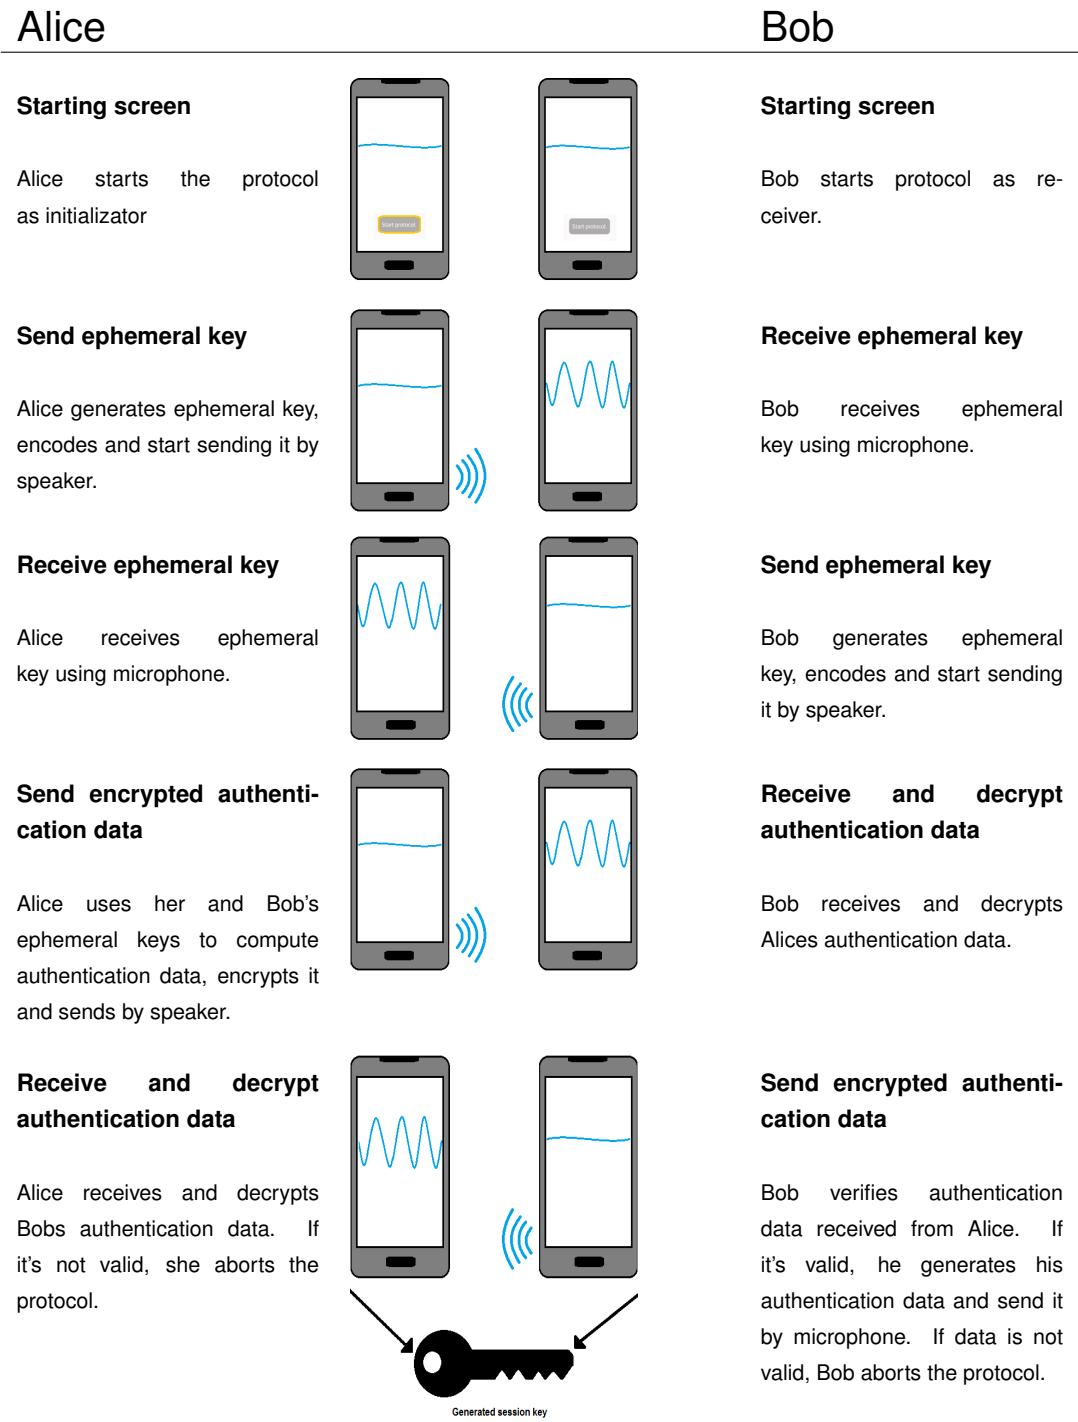 Alice
Bob
Starting screen
Alice starts the protocol
as initializator
Start protocol.
Start protocol.
Starting screen
Bob starts protocol as re-
ceiver.
Send ephemeral key
Alice generates ephemeral key,
encodes and start sending it by
speaker.
Receive ephemeral key
Bob receives ephemeral
key using microphone.
Receive ephemeral key
Alice receives ephemeral
key using microphone.
Send ephemeral key
Bob generates ephemeral
key, encodes and start sending
it by speaker.
Send encrypted authenti-
cation data
Alice uses her and Bob's
ephemeral keys to compute
authentication data, encrypts it
and sends by speaker.
Receive and decrypt
authentication data
Bob receives and decrypts
Alices authentication data.
Receive and decrypt
authentication data
Alice receives and decrypts
Bobs authentication data. If
it's not valid, she aborts the
protocol.
Send encrypted authenti-
cation data
Bob verifies authentication
data received from Alice. If
it's valid, he generates his
authentication data and send it
by microphone. If data is not
valid, Bob aborts the protocol.
Generated session key